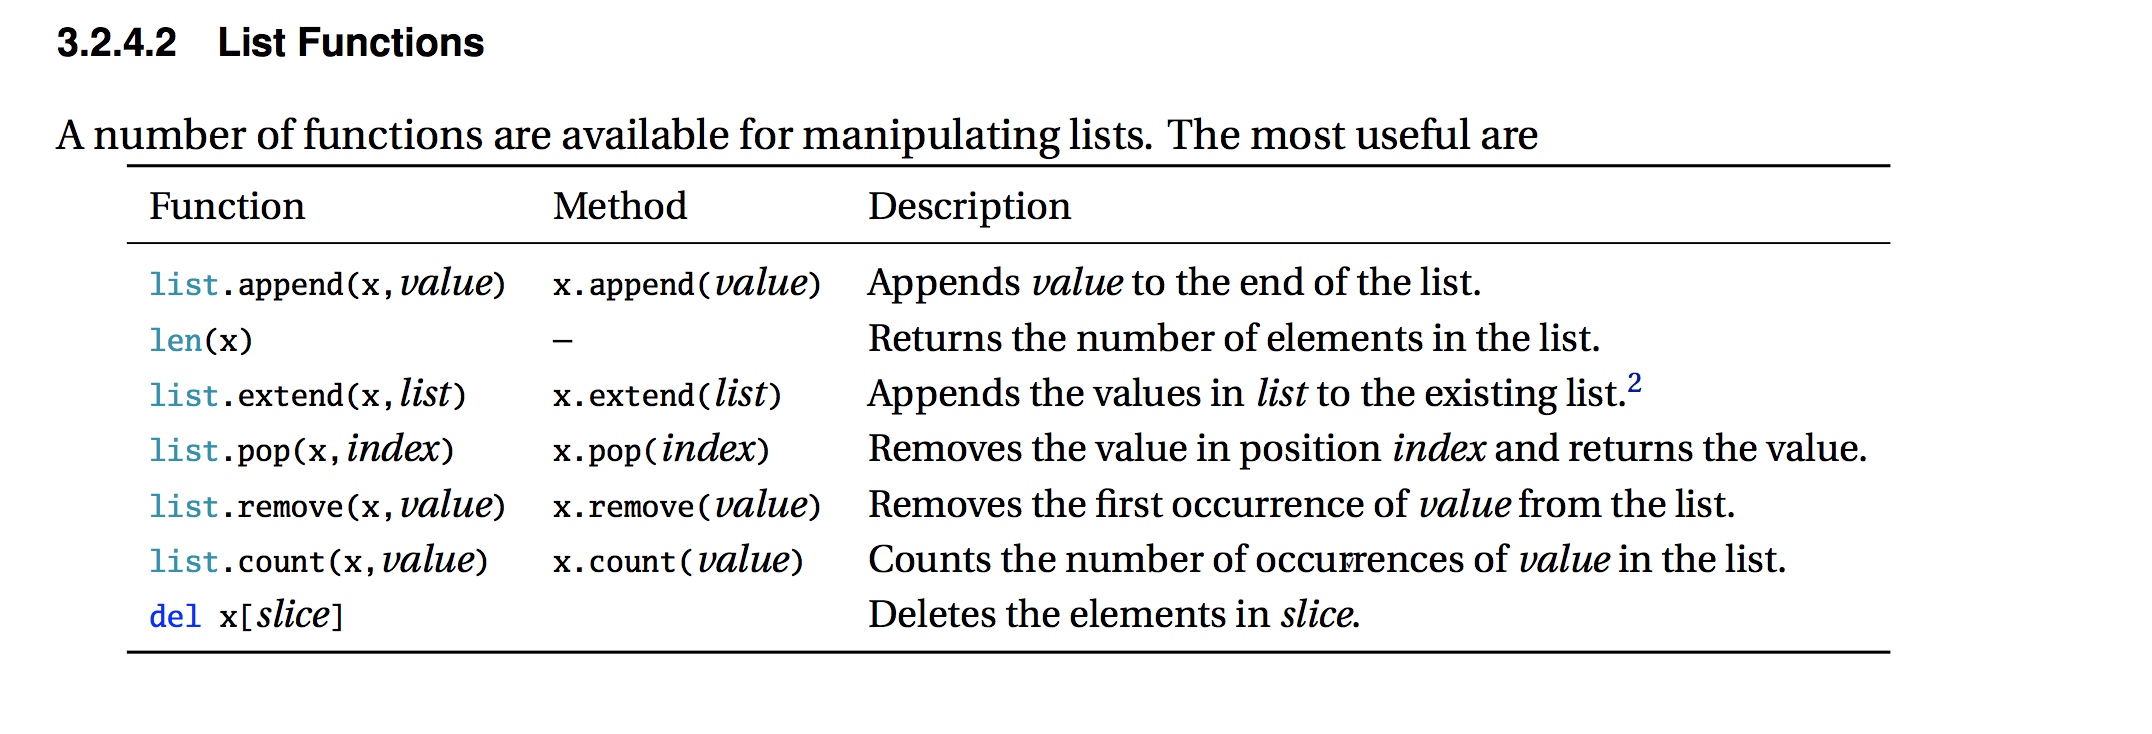 3.2.4.2 List Functions
A number of functions are available for manipulating lists. The most useful are
Function Method Description
list.append(x,value) x.append(value) Appends value to the end of the list.
len(x) – Returns the number of elements in the list.
list.extend(x,list) x.extend(list) Appends the values in list to the existing list.2
list.pop(x,index) x.pop(index) Removes the value in position index and returns the value.
list.remove(x,value) x.remove(value) Removes the first occurrence of value from the list.
list.count(x,value) x.count(value) Counts the number of occurrences of value in the list.
del x[slice] Deletes the elements in slice.